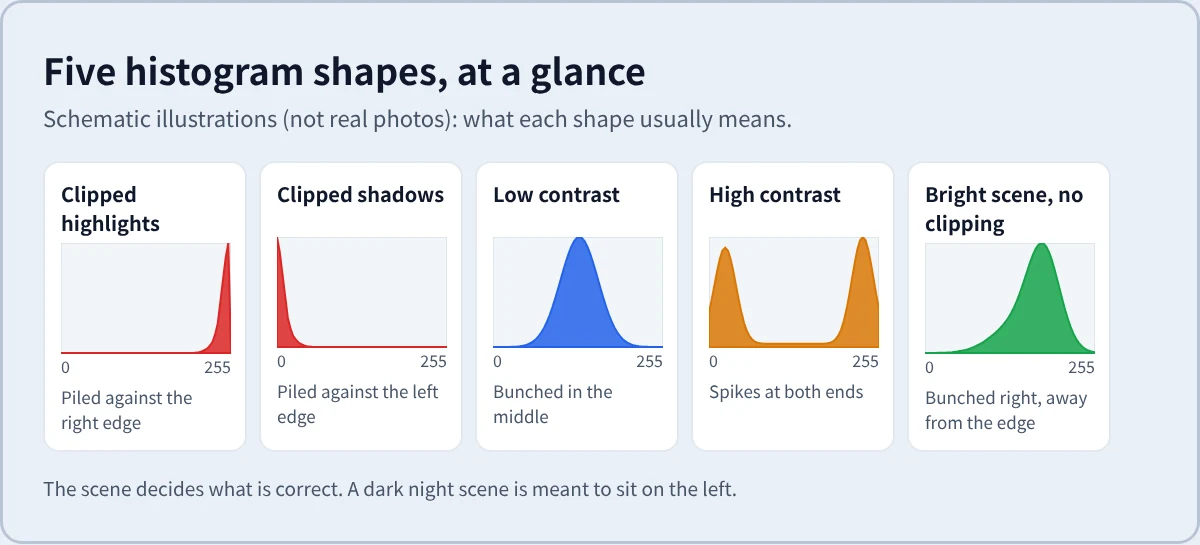 Five histogram shapes, at a glance
Schematic illustrations (not real photos): what each shape usually means.
Clipped
highlights
0 255
Piled against the
right edge
Clipped shadows
0 255
Piled against the left
edge
Low contrast
0 255
Bunched in the
middle
High contrast
0 255
Spikes at both ends
Bright scene, no
clipping
0 255
Bunched right, away
from the edge
The scene decides what is correct. A dark night scene is meant to sit on the left.